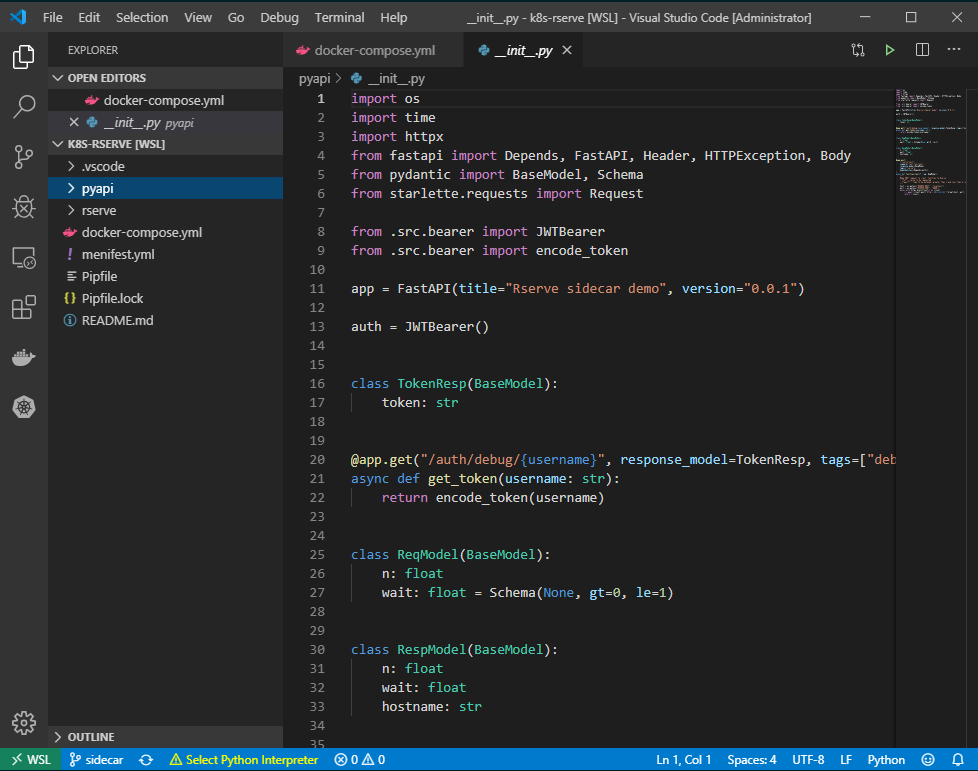 File Edit Selection View Go Debug Terminal Help __init__.py - k8s-rserve [WSL] - Visual Studio Code [Administrator]
EXPLORER
OPEN EDITORS
docker-compose.yml
__init__.py pyapi
K8S-RSERVE [WSL]
.vscode
pyapi
rserve
docker-compose.yml
! menifest.yml
Pipfile
{} Pipfile.lock
README.md
OUTLINE
docker-compose.yml __init__.py
pyapi > __init__.py
1 import os
2 import time
3 import httpx
4 from fastapi import Depends, FastAPI, Header, HTTPException, Body
5 from pydantic import BaseModel, Schema
6 from starlette.requests import Request
7
8 from .src.bearer import JWTBearer
9 from .src.bearer import encode_token
10
11 app = FastAPI(title="Rserve sidecar demo", version="0.0.1")
12
13 auth = JWTBearer()
14
15
16 class TokenResp(BaseModel):
17     token: str
18
19
20 @app.get("/auth/debug/{username}", response_model=TokenResp, tags=["deb
21 async def get_token(username: str):
22     return encode_token(username)
23
24
25 class ReqModel(BaseModel):
26     n: float
27     wait: float = Schema(None, gt=0, le=1)
28
29
30 class RespModel(BaseModel):
31     n: float
32     wait: float
33     hostname: str
34
35
WSL sidecar Select Python Interpreter 0 0 Ln 1, Col 1 Spaces: 4 UTF-8 LF Python